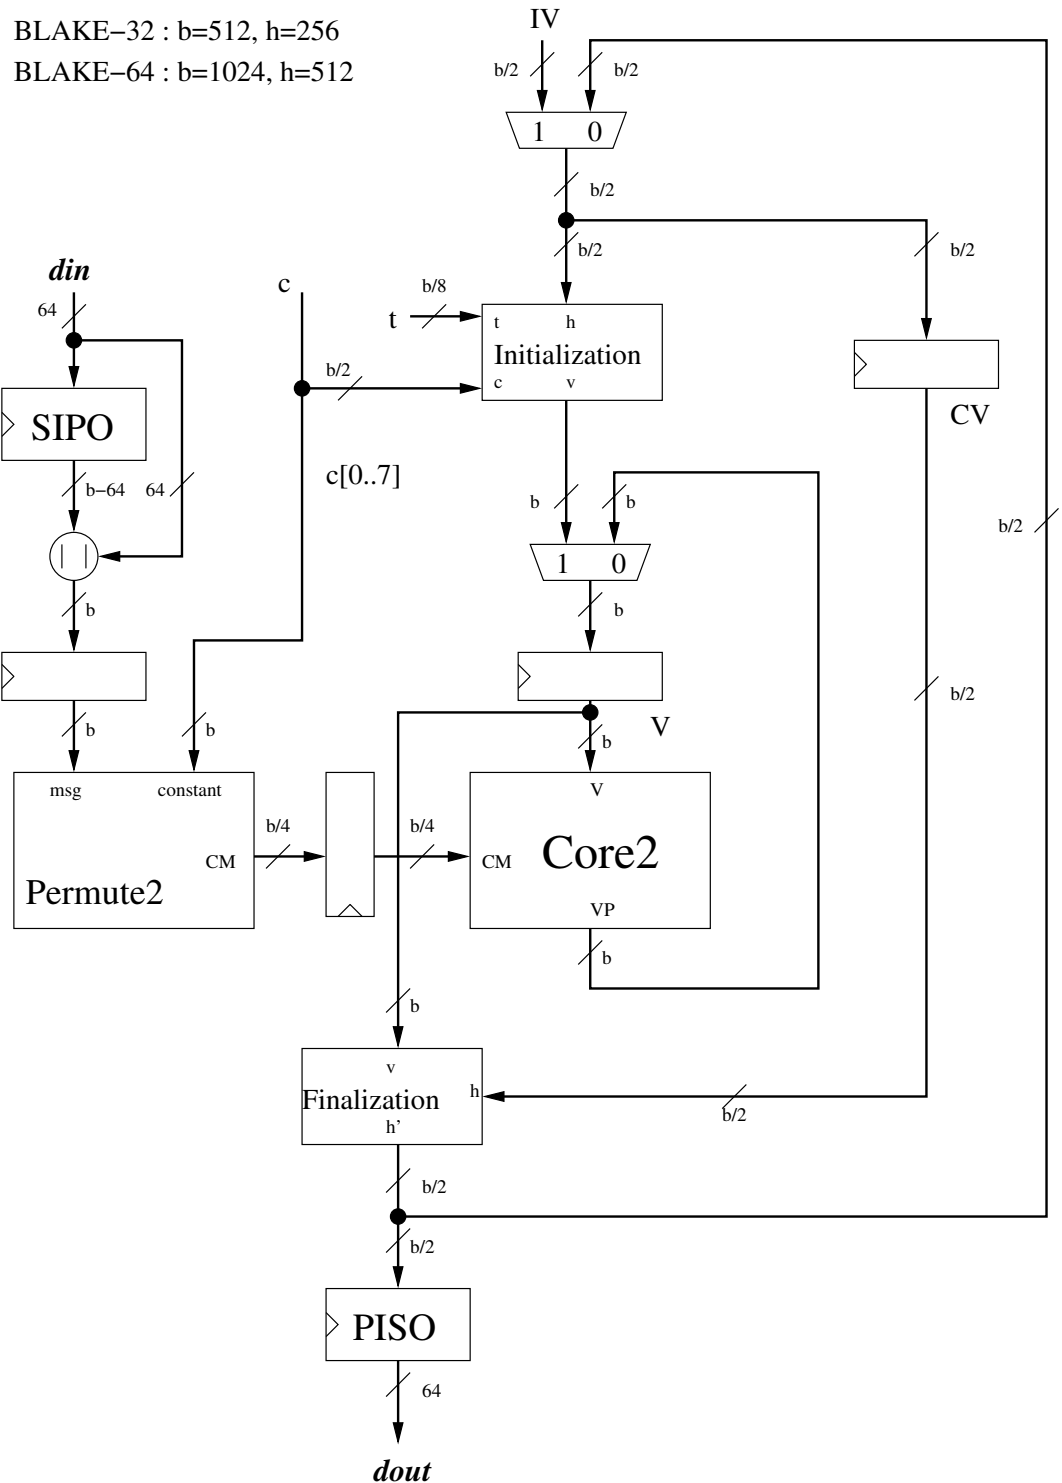 BLAKE−32 : b=512, h=256
BLAKE−64 : b=1024, h=512
IV
b/2
b/2
1 0
b/2
b/2
b/2
din
64
c
b/8
t
t h
Initialization
c v
b/2
CV
SIPO
b−64
64
c[0..7]
b
b
b/2
| |
1 0
b
b
b/2
V
b
b
b
msg constant
CM
Permute2
b/4
b/4
V
CM
Core2
VP
b
b
v
h
Finalization
h'
b/2
b/2
b/2
PISO
64
dout